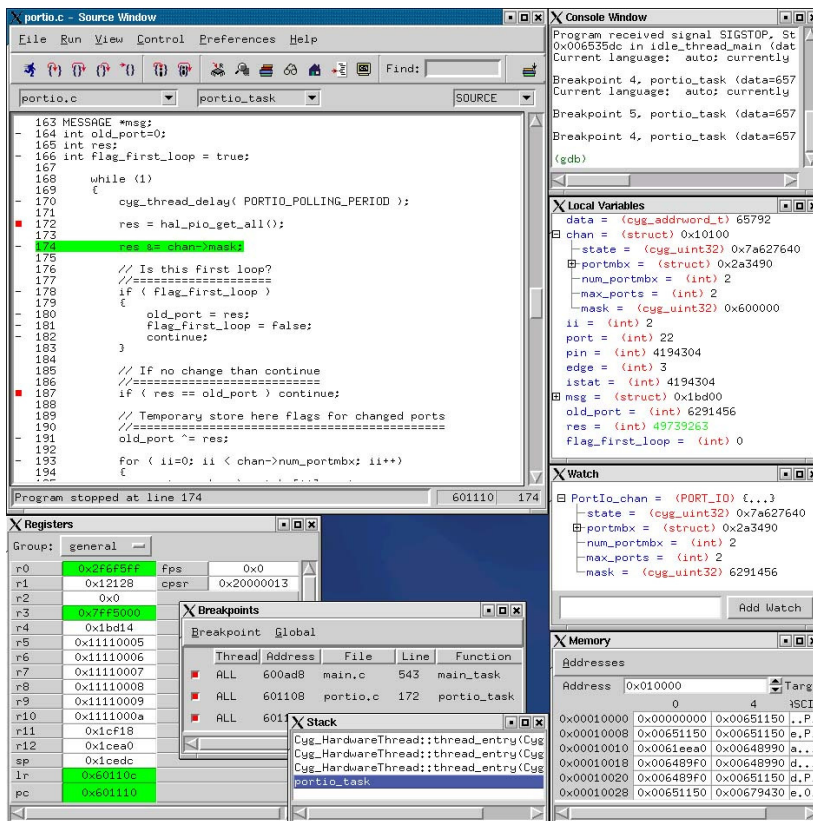 portio.c - Source Window
File Run View Control Preferences Help
Find:
portio.c portio_task SOURCE
163 MESSAGE *msg;
- 164 int old_port=0;
165 int res;
- 166 int flag_first_loop = true;
167
168 while (1)
169 {
- 170 cyg_thread_delay( PORTIO_POLLING_PERIOD );
171
172 res = hal_pio_get_all();
173
- 174 res &= chan->mask;
175
176 // Is this first loop?
177 //=====================
- 178 if ( flag_first_loop )
179 {
- 180 old_port = res;
- 181 flag_first_loop = false;
- 182 continue;
183 }
184
185 // If no change than continue
186 //============================
187 if ( res == old_port ) continue;
188
189 // Temporary store here flags for changed ports
190 //==============================================
- 191 old_port ^= res;
192
- 193 for ( ii=0; ii < chan->num_portmbx; ii++)
194 {
Program stopped at line 174 601110 174
Console Window
Program received signal SIGSTOP, St
0x006535dc in idle_thread_main (dat
Current language: auto; currently
Breakpoint 4, portio_task (data=657
Current language: auto; currently
Breakpoint 5, portio_task (data=657
Breakpoint 4, portio_task (data=657
(gdb)
Local Variables
data = (cyg_addrword_t) 65792
chan = (struct) 0x10100
state = (cyg_uint32) 0x7a627640
portmbx = (struct) 0x2a3490
num_portmbx = (int) 2
max_ports = (int) 2
mask = (cyg_uint32) 0x600000
ii = (int) 2
port = (int) 22
pin = (int) 4194304
edge = (int) 3
istat = (int) 4194304
msg = (struct) 0x1bd00
old_port = (int) 6291456
res = (int) 49739263
flag_first_loop = (int) 0
Watch
PortIo_chan = (PORT_IO) {...}
state = (cyg_uint32) 0x7a627640
portmbx = (struct) 0x2a3490
num_portmbx = (int) 2
max_ports = (int) 2
mask = (cyg_uint32) 6291456
Add Watch
Registers
Group: general
r0 0x2f6f5ff fps 0x0
r1 0x12128 cpsr 0x20000013
r2 0x0
r3 0x7ff5000
r4 0x1bd14
r5 0x11110005
r6 0x11110006
r7 0x11110007
r8 0x11110008
r9 0x11110009
r10 0x1111000a
r11 0x1cf18
r12 0x1cea0
sp 0x1cedc
lr 0x60110c
pc 0x601110
Breakpoints
Breakpoint Global
Thread Address File Line Function
ALL 600ad8 main.c 543 main_task
ALL 601108 portio.c 172 portio_task
ALL 601
Stack
Cyg_HardwareThread::thread_entry(Cyg
Cyg_HardwareThread::thread_entry(Cyg
Cyg_HardwareThread::thread_entry(Cyg
portio_task
Memory
Addresses
Address 0x010000 Targ
0 4 ASCI
0x00010000 0x00000000 0x00651150 ..P
0x00010008 0x00651150 0x00651150 e.P
0x00010010 0x0061eea0 0x00648990 a...
0x00010018 0x006489f0 0x00648990 d...
0x00010020 0x006489f0 0x00651150 d.P
0x00010028 0x00651150 0x00679430 e.0